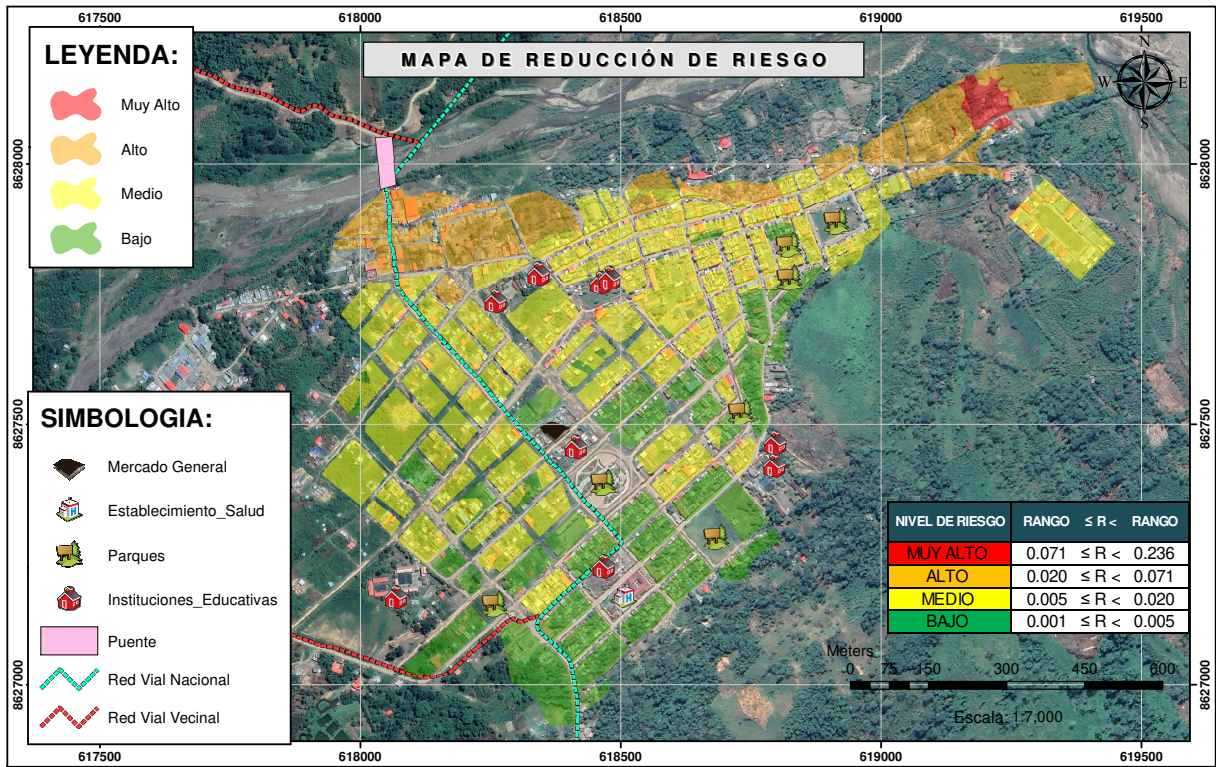 617500 618000 618500 619000 619500
MAPA DE REDUCCIÓN DE RIESGO
N
W E
S
LEYENDA:
Muy Alto
Alto
Medio
Bajo
8628000 8628000
8627500 8627500
8627000 8627000
SIMBOLOGIA:
Mercado General
H Establecimiento_Salud
Parques
Instituciones_Educativas
Puente
Red Vial Nacional
Red Vial Vecinal
H
NIVEL DE RIESGO RANGO ≤ R < RANGO
MUY ALTO 0.071 ≤ R < 0.236
ALTO 0.020 ≤ R < 0.071
MEDIO 0.005 ≤ R < 0.020
BAJO 0.001 ≤ R < 0.005
Meters
0 75 150 300 450 600
Escala: 1:7,000
617500 618000 618500 619000 619500